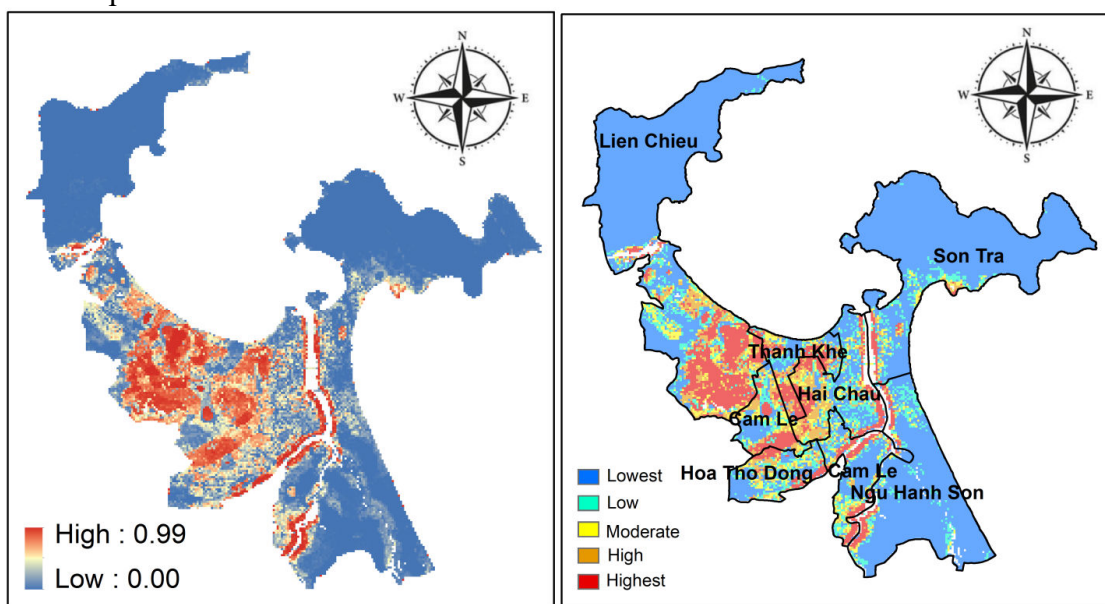 N
W E
S
High : 0.99
Low : 0.00
N
W E
S
Lien Chieu
Son Tra
Thanh Khe
Hai Chau
Cam Le
Hoa Tho Dong
Cam Le
Ngu Hanh Son
Lowest
Low
Moderate
High
Highest